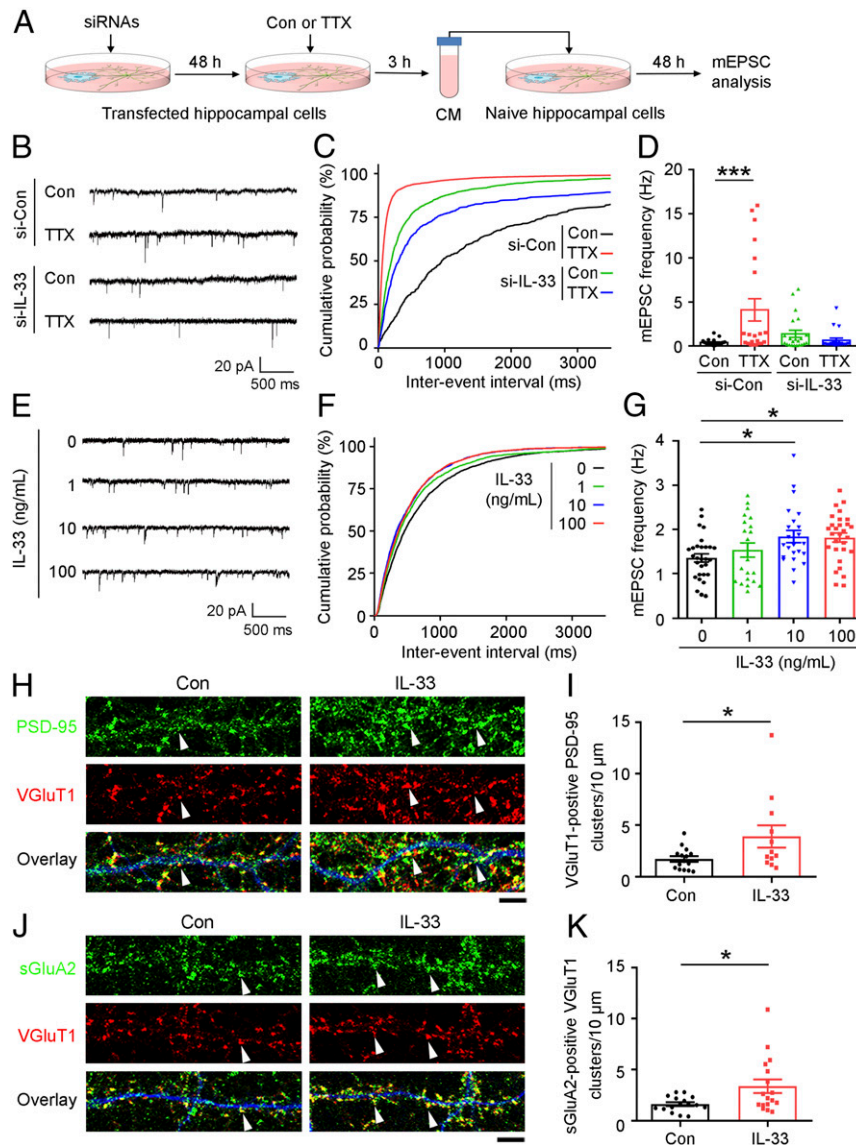 A
siRNAs
Con or TTX
48 h
3 h
48 h
mEPSC
analysis
Transfected hippocampal cells
CM
Naive hippocampal cells
B
si-Con
Con
TTX
si-IL-33
Con
TTX
20 pA
500 ms
C
Cumulative probability (%)
100
75
50
25
0
si-Con
Con
TTX
si-IL-33
Con
TTX
0
1000
2000
3000
Inter-event interval (ms)
D
mEPSC frequency (Hz)
20
15
10
5
0
***
Con
TTX
Con
TTX
si-Con
si-IL-33
E
IL-33 (ng/mL)
0
1
10
100
20 pA
500 ms
F
Cumulative probability (%)
100
75
50
25
0
IL-33
(ng/mL)
0
1
10
100
0
1000
2000
3000
Inter-event interval (ms)
G
mEPSC frequency (Hz)
4
3
2
1
0
*
*
0
1
10
100
IL-33 (ng/mL)
H
Con
IL-33
PSD-95
VGluT1
Overlay
I
VGluT1-postive PSD-95
clusters/10 μm
15
10
5
0
*
Con
IL-33
J
Con
IL-33
sGluA2
VGluT1
Overlay
K
sGluA2-positive VGluT1
clusters/10 μm
15
10
5
0
*
Con
IL-33